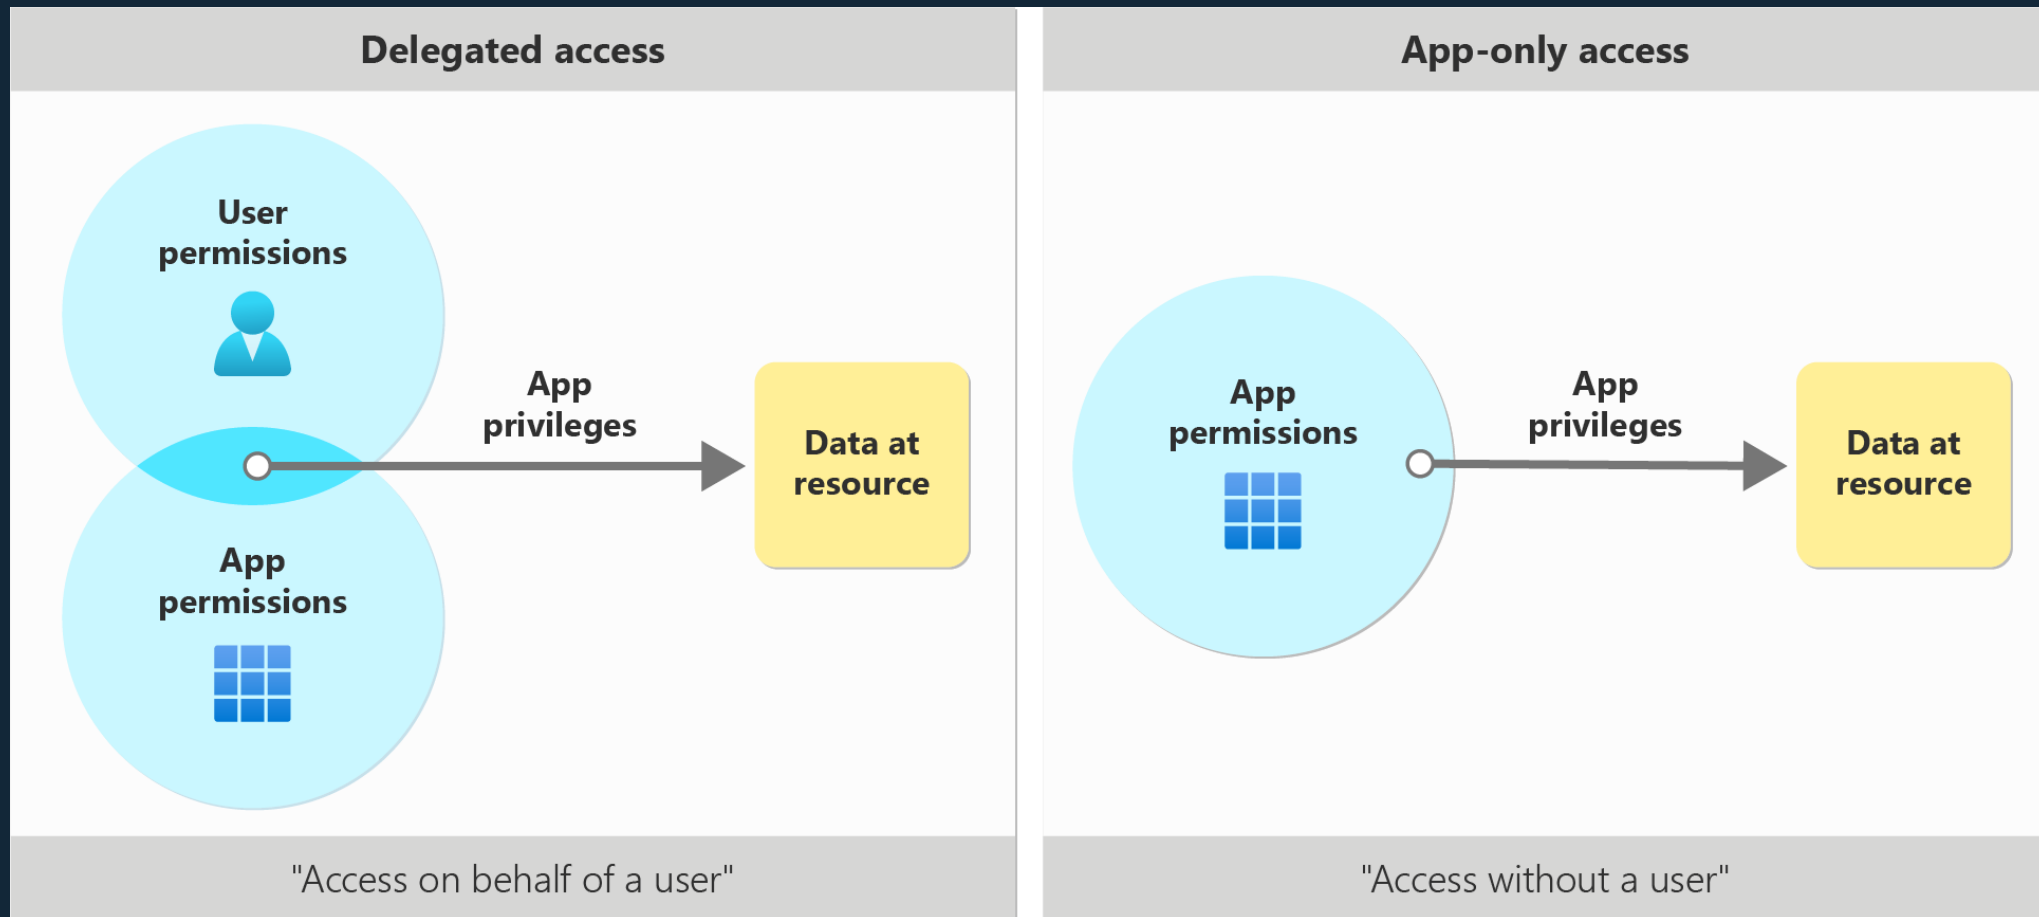 Delegated access
User
permissions
App
privileges
Data at
resource
App
permissions
"Access on behalf of a user"
App-only access
App
permissions
App
privileges
Data at
resource
"Access without a user"